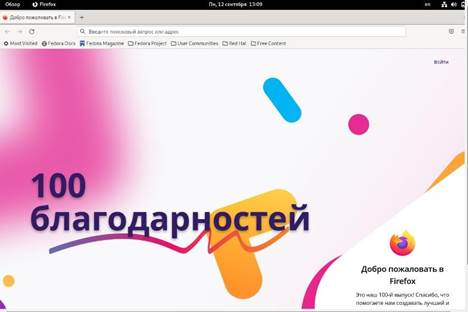 Обзор Firefox Пн, 12 сентября 13:09 en
Добро пожаловать в Fire
Введите поисковый запрос или адрес
Most Visited Fedora Docs Fedora Magazine Fedora Project User Communities Red Hat Free Content
Войти
100
благодарностей
Добро пожаловать в
Firefox
Это наш 100-й выпуск! Спасибо, что
помогаете нам создавать лучший и